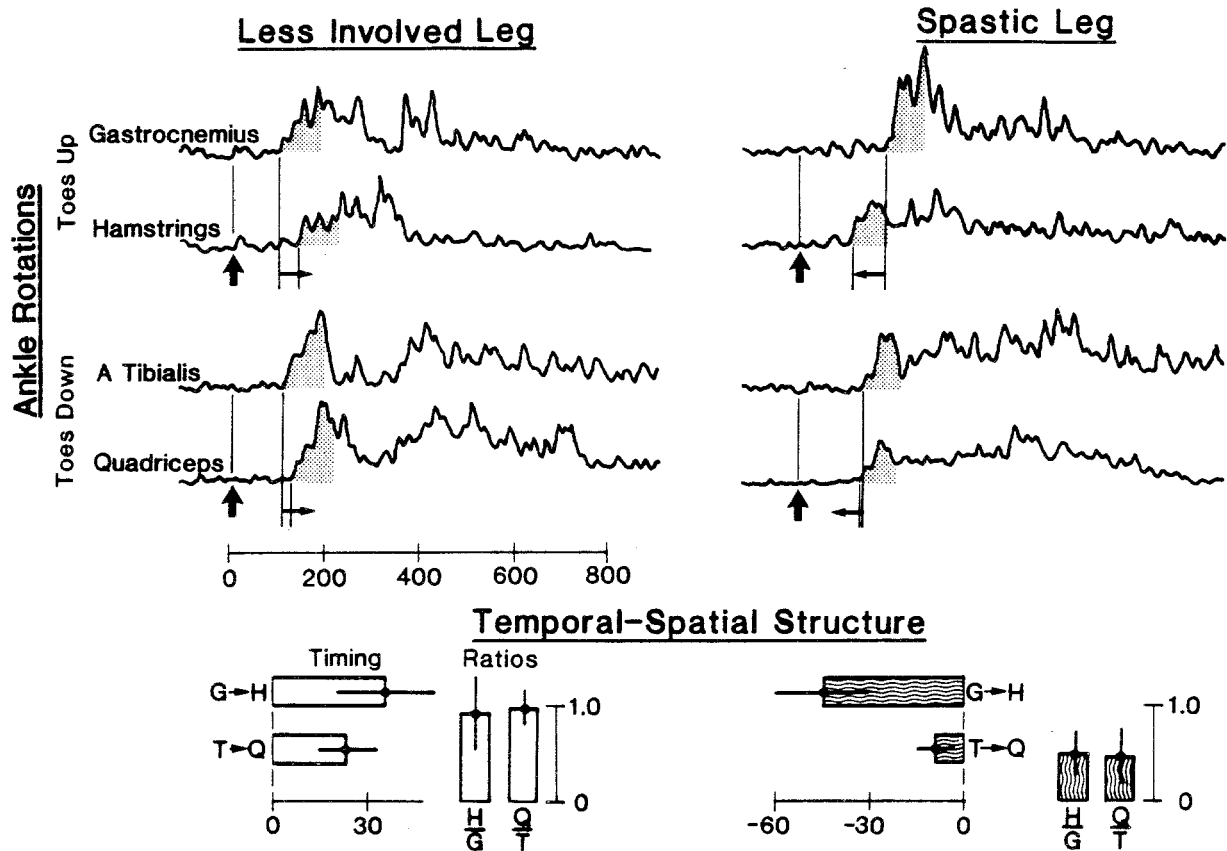 Less Involved Leg
Spastic Leg
Ankle Rotations
Toes Up
Gastrocnemius
Hamstrings
Toes Down
A Tibialis
Quadriceps
0 200 400 600 800
Temporal-Spatial Structure
Timing
Ratios
G→H
T→Q
0 30
1.0
0
H/G
Q/T
G→H
T→Q
-60 -30 0
1.0
0
H/G
Q/T